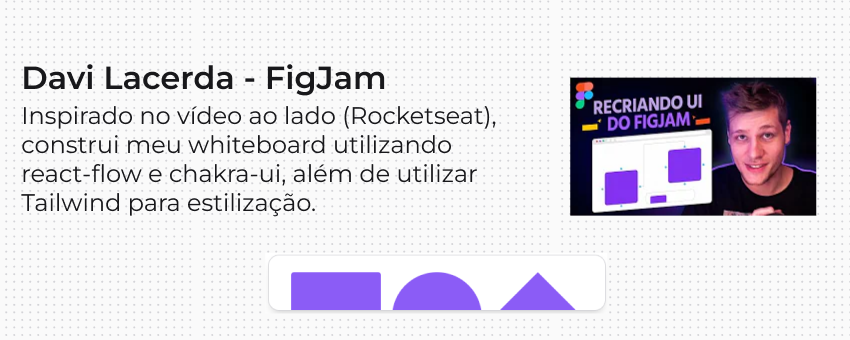 Davi Lacerda - FigJam
Inspirado no vídeo ao lado (Rocketseat),
construi meu whiteboard utilizando
react-flow e chakra-ui, além de utilizar
Tailwind para estilização.
RECRIANDO UI
DO FIGJAM